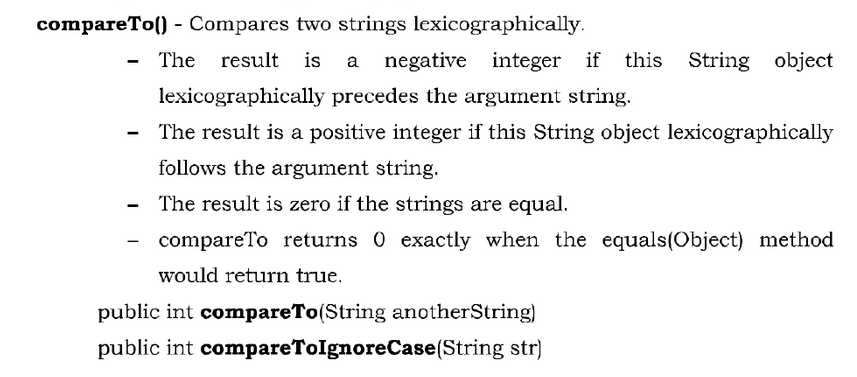 compareTo() - Compares two strings lexicographically.
– The result is a negative integer if this String object
lexicographically precedes the argument string.
– The result is a positive integer if this String object lexicographically
follows the argument string.
– The result is zero if the strings are equal.
– compareTo returns 0 exactly when the equals(Object) method
would return true.
public int compareTo(String anotherString)
public int compareToIgnoreCase(String str)